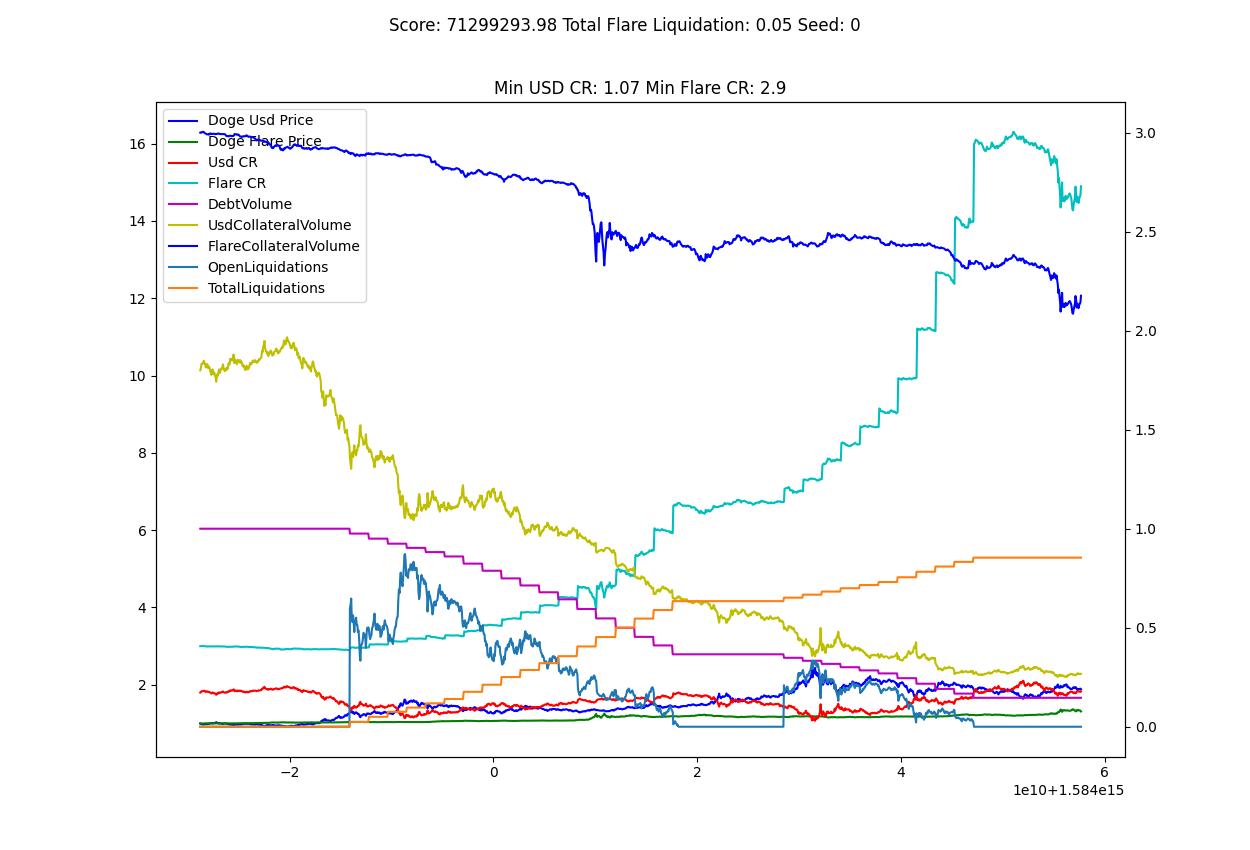 Score: 71299293.98 Total Flare Liquidation: 0.05 Seed: 0
Min USD CR: 1.07 Min Flare CR: 2.9
Doge Usd Price
Doge Flare Price
Usd CR
Flare CR
DebtVolume
UsdCollateralVolume
FlareCollateralVolume
OpenLiquidations
TotalLiquidations
16
14
12
10
8
6
4
2
3.0
2.5
2.0
1.5
1.0
0.5
0.0
−2
0
2
4
6
1e10+1.584e15